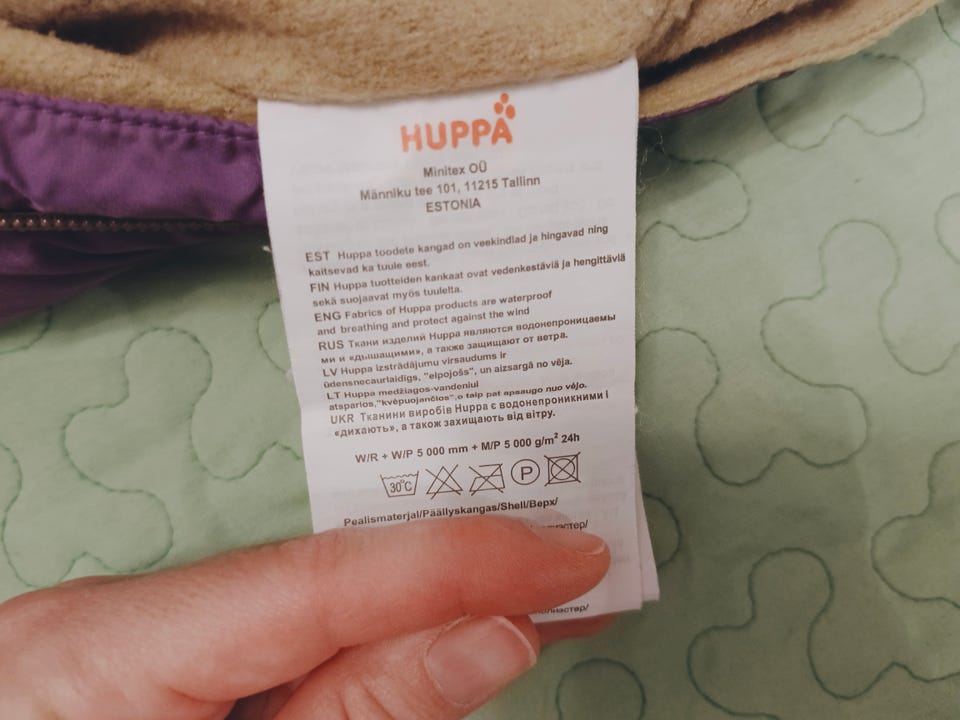 HUPPA
Minitex OÜ
Männiku tee 101, 11215 Tallinn
ESTONIA
EST Huppa toodete kangad on veekindlad ja hingavad ning
kaitsevad ka tuule eest.
FIN Huppa tuotteiden kankaat ovat vedenkestäviä ja hengittäviä
sekä suojaavat myös tuulelta.
ENG Fabrics of Huppa products are waterproof
and breathing and protect against the wind
RUS Ткани изделий Huppa являются водонепроницаемы
ми и «дышащими», а также защищают от ветра.
LV Huppa izstrādājumu virsaudums ir
ūdensnecaurlaidīgs, "elpojošs", un aizsargā no vēja.
LT Huppa medžiagos-vandeniui
atsparios,"kvėpuojančios",o taip pat apsaugo nuo vėjo.
UKR Тканини виробів Huppa є водонепроникними і
«дихають», а також захищають від вітру.
W/R + W/P 5 000 mm + M/P 5 000 g/m² 24h
30°C P
Pealismaterjal/Päällyskangas/Shell/Верх/